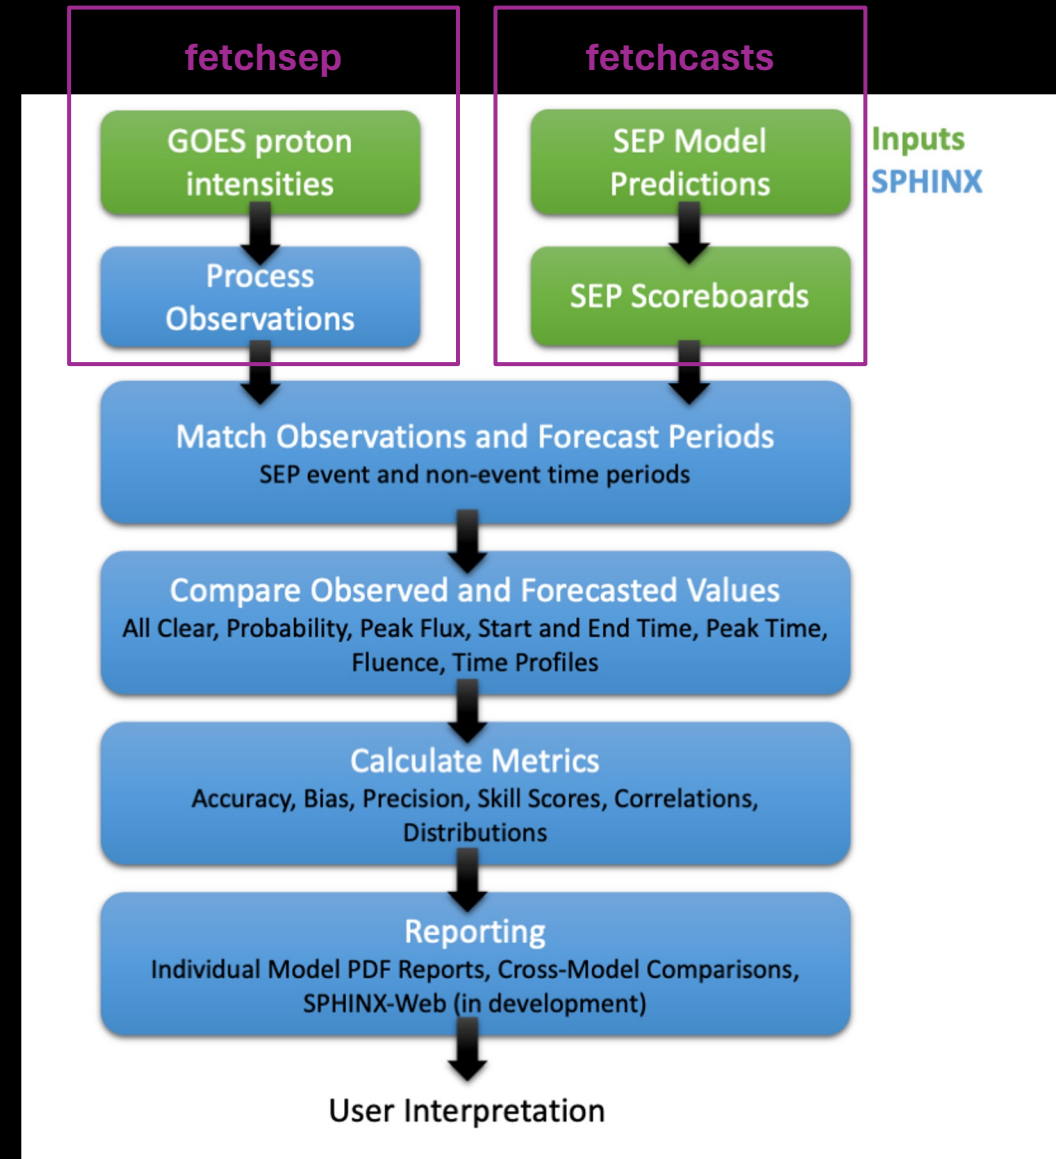 fetchsep
fetchcasts
GOES proton
intensities
SEP Model
Predictions
Inputs
SPHINX
Process
Observations
SEP Scoreboards
Match Observations and Forecast Periods
SEP event and non-event time periods
Compare Observed and Forecasted Values
All Clear, Probability, Peak Flux, Start and End Time, Peak Time,
Fluence, Time Profiles
Calculate Metrics
Accuracy, Bias, Precision, Skill Scores, Correlations,
Distributions
Reporting
Individual Model PDF Reports, Cross-Model Comparisons,
SPHINX-Web (in development)
User Interpretation